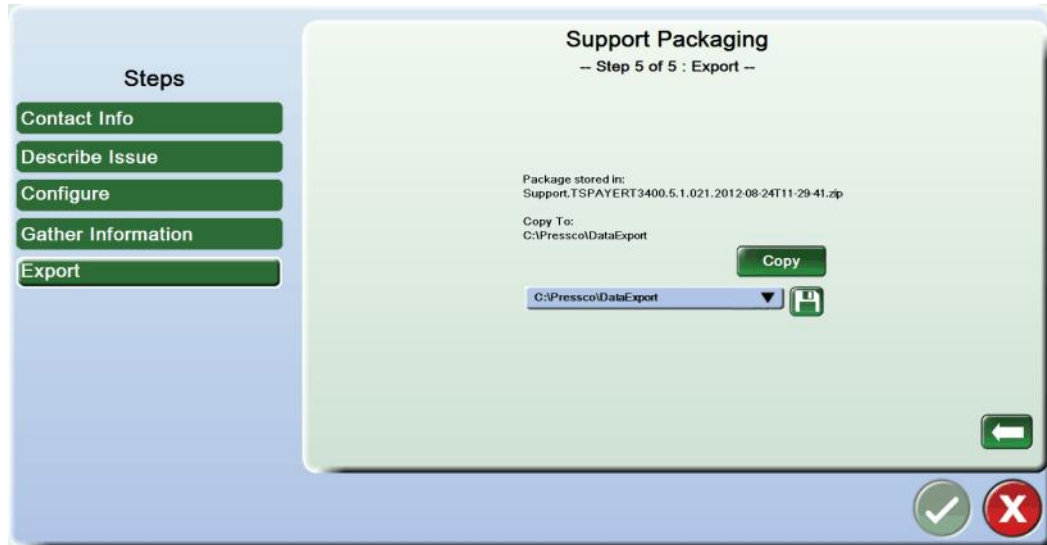 Steps
Contact Info
Describe Issue
Configure
Gather Information
Export
Support Packaging
-- Step 5 of 5 : Export --
Package stored in:
Support.TSPAYERT3400.5.1.021.2012-08-24T11-29-41.zip
Copy To:
C:\Pressco\DataExport
Copy
C:\Pressco\DataExport